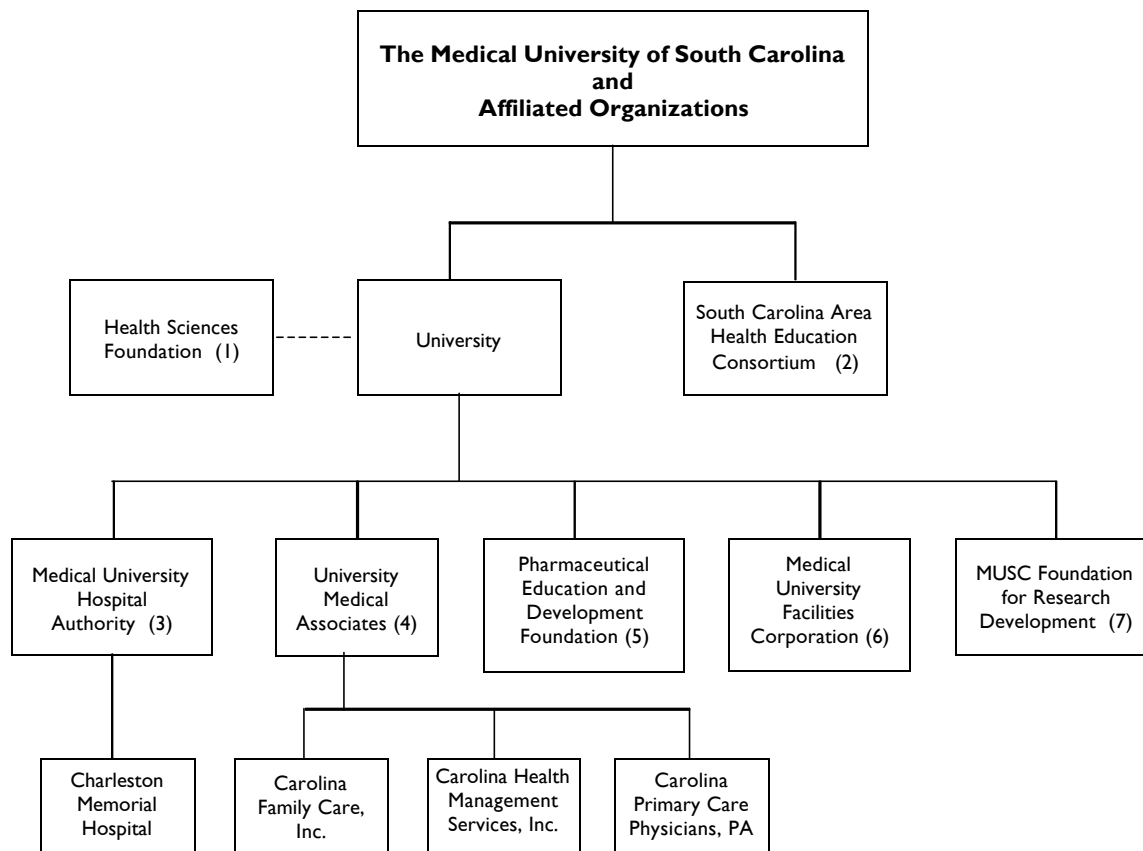 The Medical University of South Carolina
and
Affiliated Organizations
Health Sciences
Foundation (1)
University
South Carolina Area
Health Education
Consortium (2)
Medical University
Hospital
Authority (3)
University
Medical
Associates (4)
Pharmaceutical
Education and
Development
Foundation (5)
Medical
University
Facilities
Corporation (6)
MUSC Foundation
for Research
Development (7)
Charleston
Memorial
Hospital
Carolina
Family Care,
Inc.
Carolina Health
Management
Services, Inc.
Carolina
Primary Care
Physicians, PA